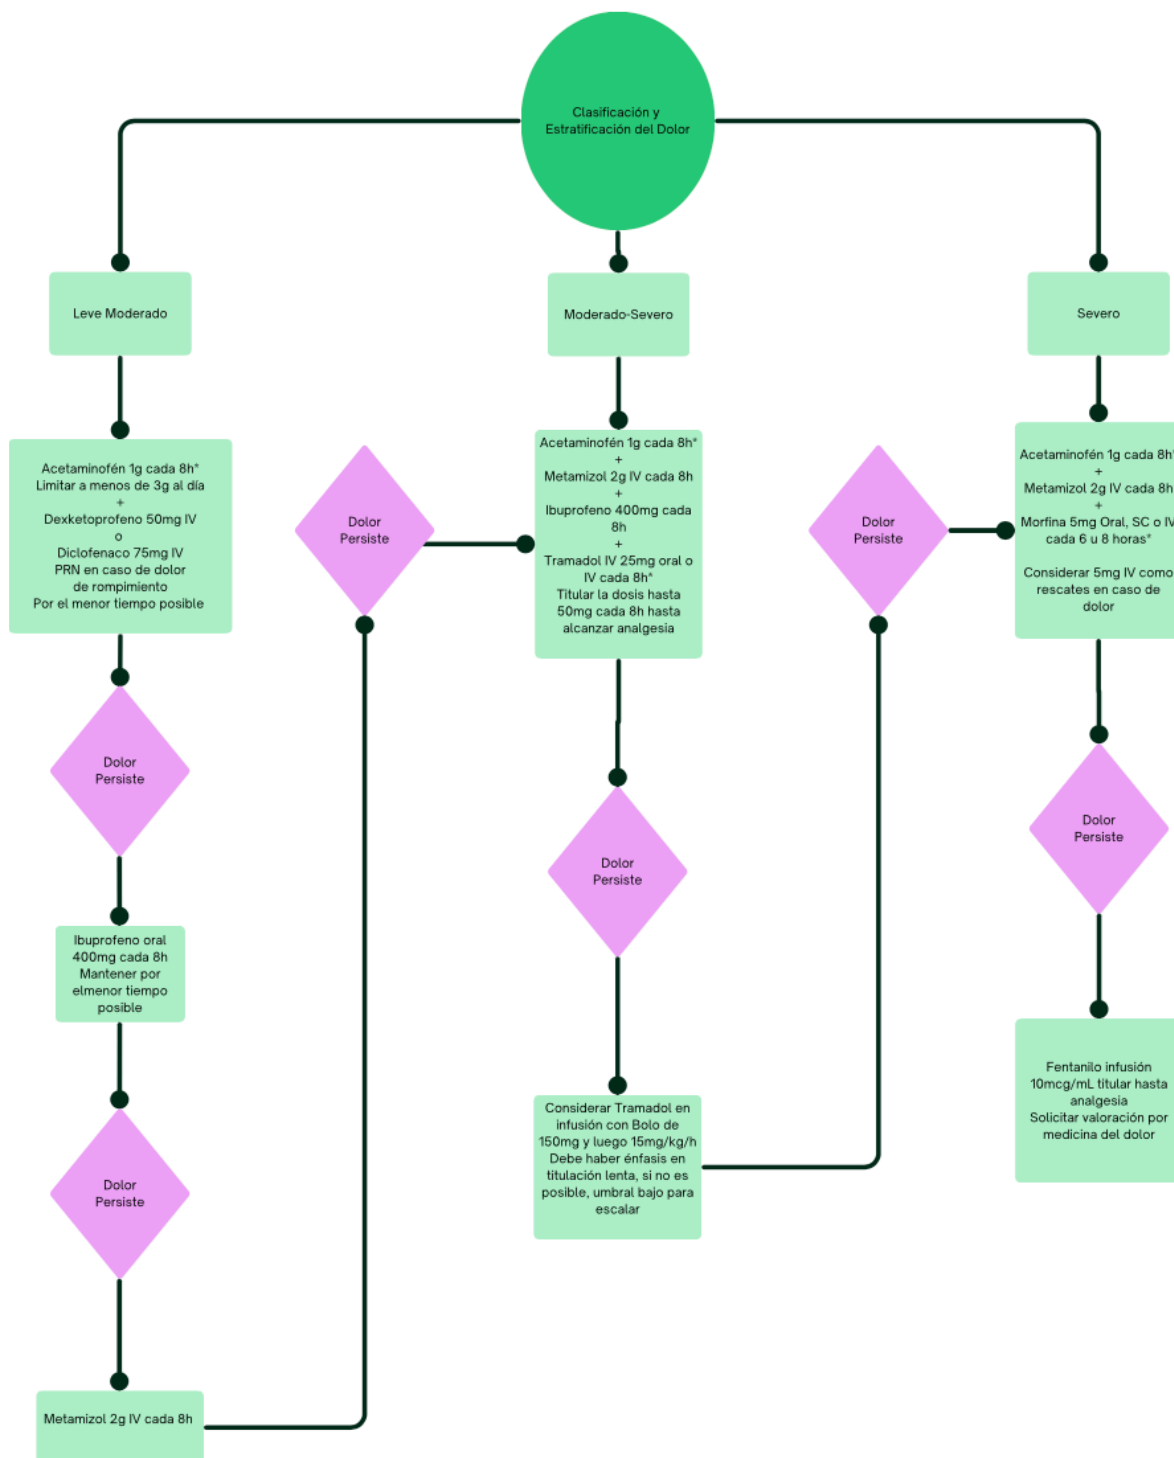 Clasificación y
Estratificación del Dolor
Leve Moderado
Moderado-Severo
Severo
Acetaminofén 1g cada 8h*
Limitar a menos de 3g al día
+
Dexketoprofeno 50mg IV
o
Diclofenaco 75mg IV
PRN en caso de dolor
de rompimiento
Por el menor tiempo posible
Dolor
Persiste
Ibuprofeno oral
400mg cada 8h
Mantener por
elmenor tiempo
posible
Dolor
Persiste
Metamizol 2g IV cada 8h
Dolor
Persiste
Acetaminofén 1g cada 8h*
+
Metamizol 2g IV cada 8h
+
Ibuprofeno 400mg cada
8h
+
Tramadol IV 25mg oral o
IV cada 8h*
Titular la dosis hasta
50mg cada 8h hasta
alcanzar analgesia
Dolor
Persiste
Considerar Tramadol en
infusión con Bolo de
150mg y luego 15mg/kg/h
Debe haber énfasis en
titulación lenta, si no es
posible, umbral bajo para
escalar
Dolor
Persiste
Acetaminofén 1g cada 8h*
+
Metamizol 2g IV cada 8h
+
Morfina 5mg Oral, SC o IV
cada 6 u 8 horas*
Considerar 5mg IV como
rescates en caso de
dolor
Dolor
Persiste
Fentanilo infusión
10mcg/mL titular hasta
analgesia
Solicitar valoración por
medicina del dolor